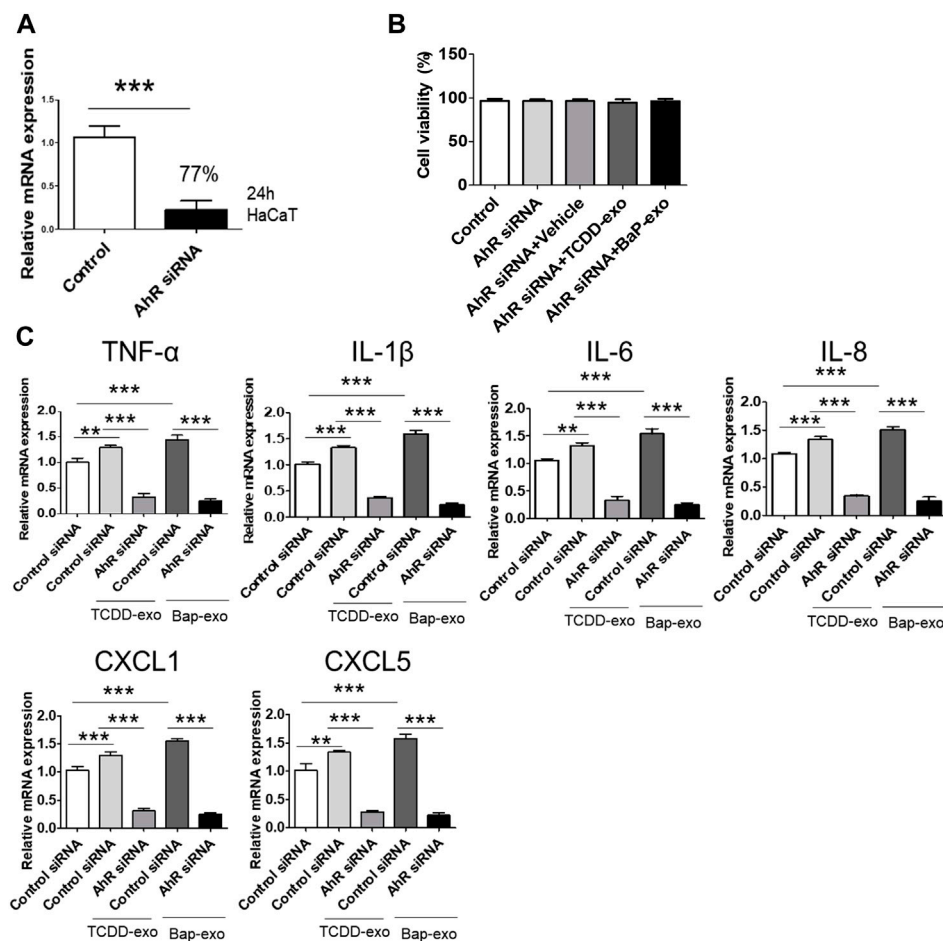 A
Relative mRNA expression
1.5
1.0
0.5
0.0
***
77%
24h
HaCaT
Control
AhR siRNA
B
Cell viability (%)
150
100
50
0
Control
AhR siRNA
AhR siRNA+Vehicle
AhR siRNA+TCDD-exo
AhR siRNA+BaP-exo
C
TNF-α
Relative mRNA expression
2.0
1.5
1.0
0.5
0.0
***
** *** ***
Control siRNA
Control siRNA
AhR siRNA
Control siRNA
AhR siRNA
TCDD-exo Bap-exo
IL-1β
Relative mRNA expression
2.0
1.5
1.0
0.5
0.0
***
*** *** ***
Control siRNA
Control siRNA
AhR siRNA
Control siRNA
AhR siRNA
TCDD-exo Bap-exo
IL-6
Relative mRNA expression
2.0
1.5
1.0
0.5
0.0
***
** *** ***
Control siRNA
Control siRNA
AhR siRNA
Control siRNA
AhR siRNA
TCDD-exo Bap-exo
IL-8
Relative mRNA expression
2.0
1.5
1.0
0.5
0.0
***
*** *** ***
Control siRNA
Control siRNA
AhR siRNA
Control siRNA
AhR siRNA
TCDD-exo Bap-exo
CXCL1
Relative mRNA expression
2.0
1.5
1.0
0.5
0.0
***
*** *** ***
Control siRNA
Control siRNA
AhR siRNA
Control siRNA
AhR siRNA
TCDD-exo Bap-exo
CXCL5
Relative mRNA expression
2.0
1.5
1.0
0.5
0.0
***
** *** ***
Control siRNA
Control siRNA
AhR siRNA
Control siRNA
AhR siRNA
TCDD-exo Bap-exo